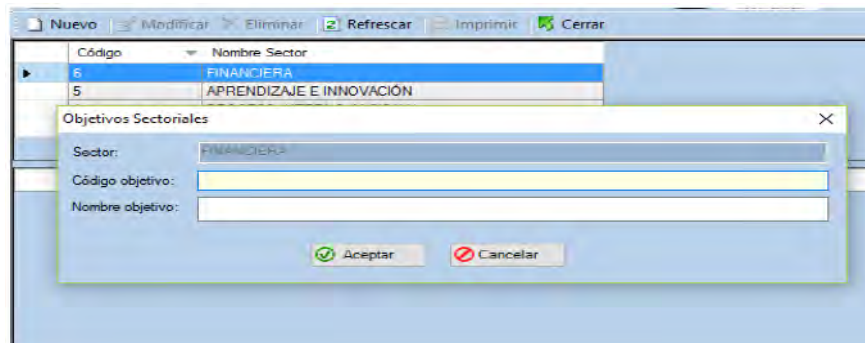 Nuevo Modificar Eliminar Refrescar Imprimir Cerrar
Código Nombre Sector
6 FINANCIERA
5 APRENDIZAJE E INNOVACIÓN
Objetivos Sectoriales
Sector: FINANCIERA
Código objetivo:
Nombre objetivo:
Aceptar Cancelar